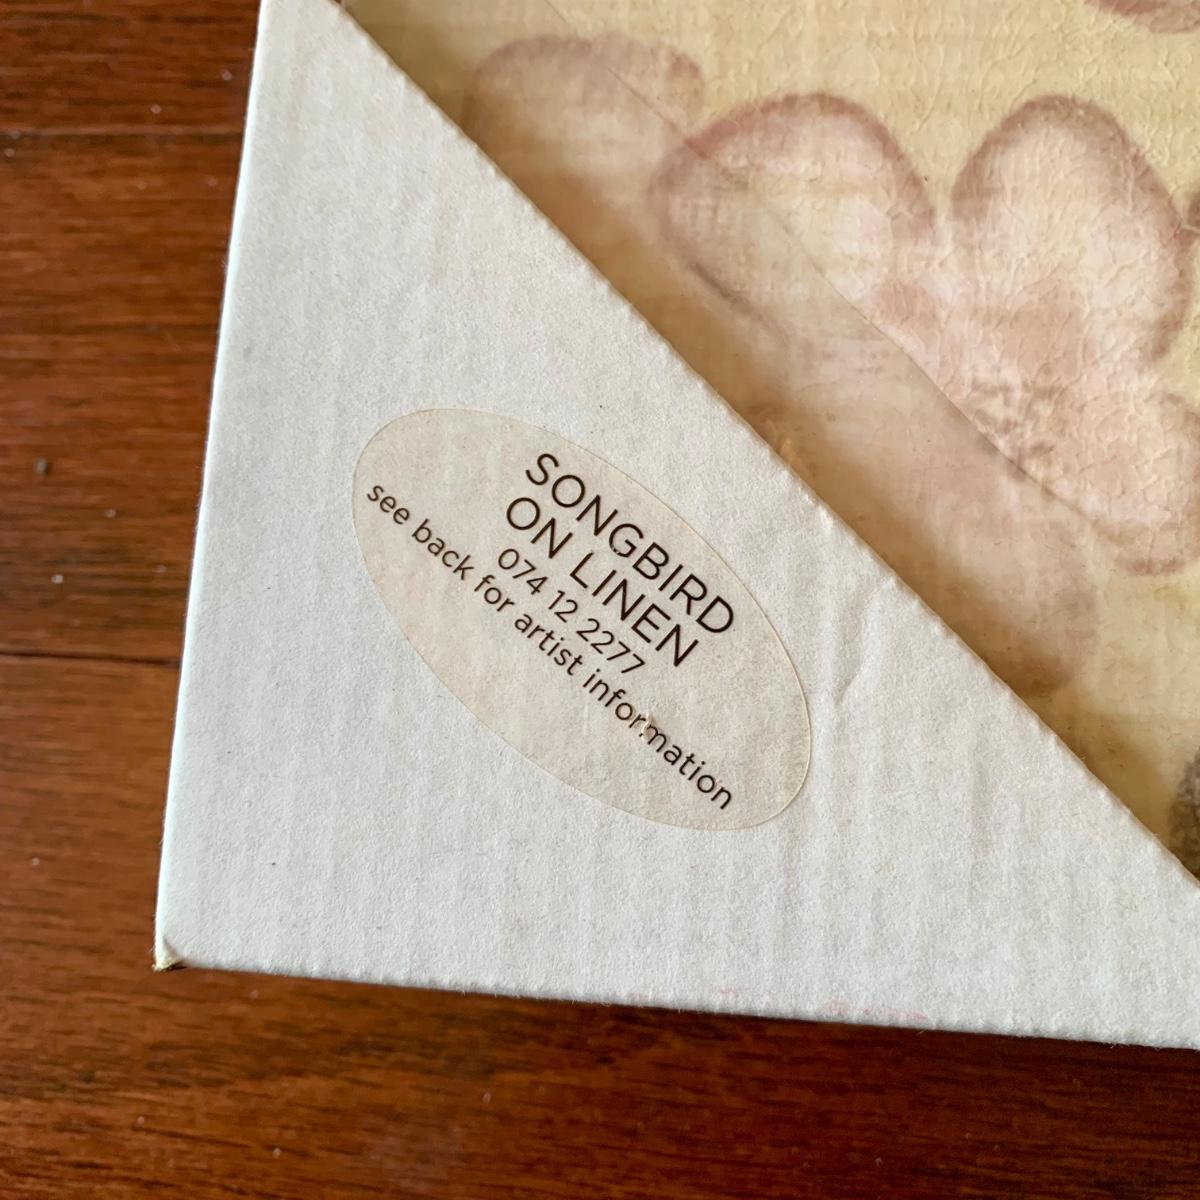 SONGBIRD
ON LINEN
074 12 2277
see back for artist information